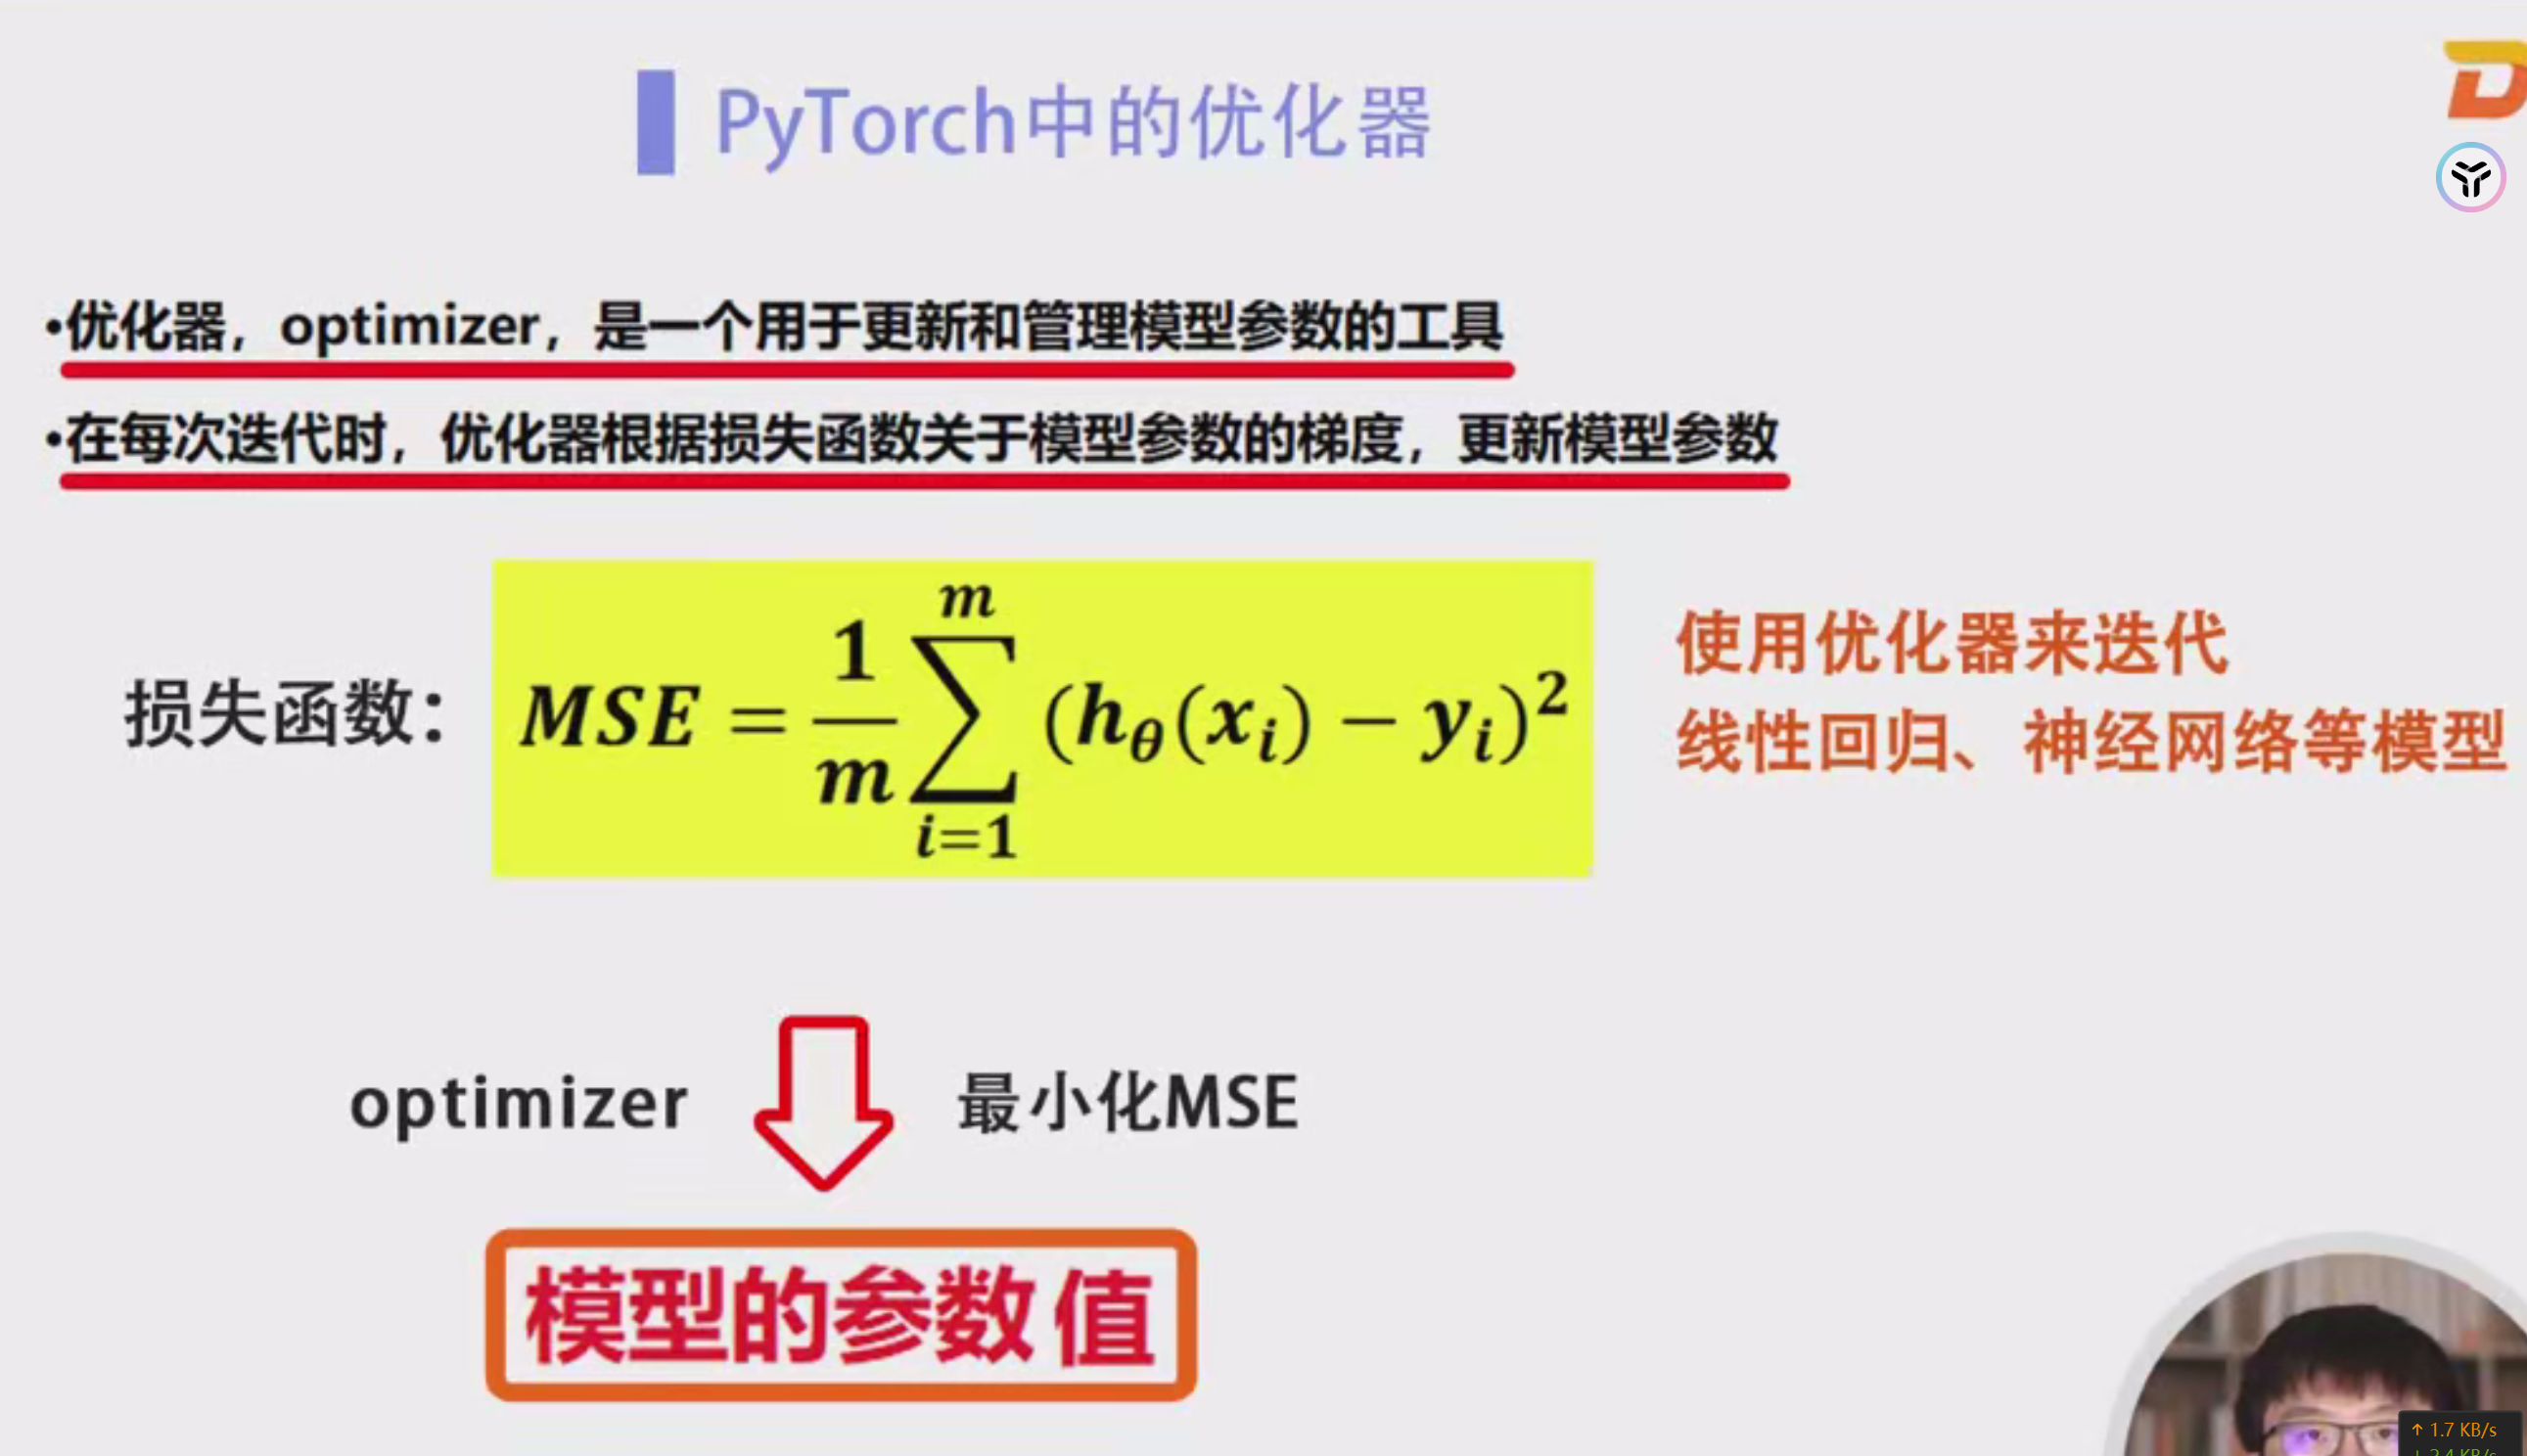 PyTorch中的优化器
•优化器，optimizer，是一个用于更新和管理模型参数的工具
•在每次迭代时，优化器根据损失函数关于模型参数的梯度，更新模型参数
损失函数：
MSE = \frac{1}{m}\sum_{i=1}^{m}(h_θ(x_i) − y_i)^2
使用优化器来迭代
线性回归、神经网络等模型
optimizer
最小化MSE
模型的参数值
↑ 1.7 KB/s